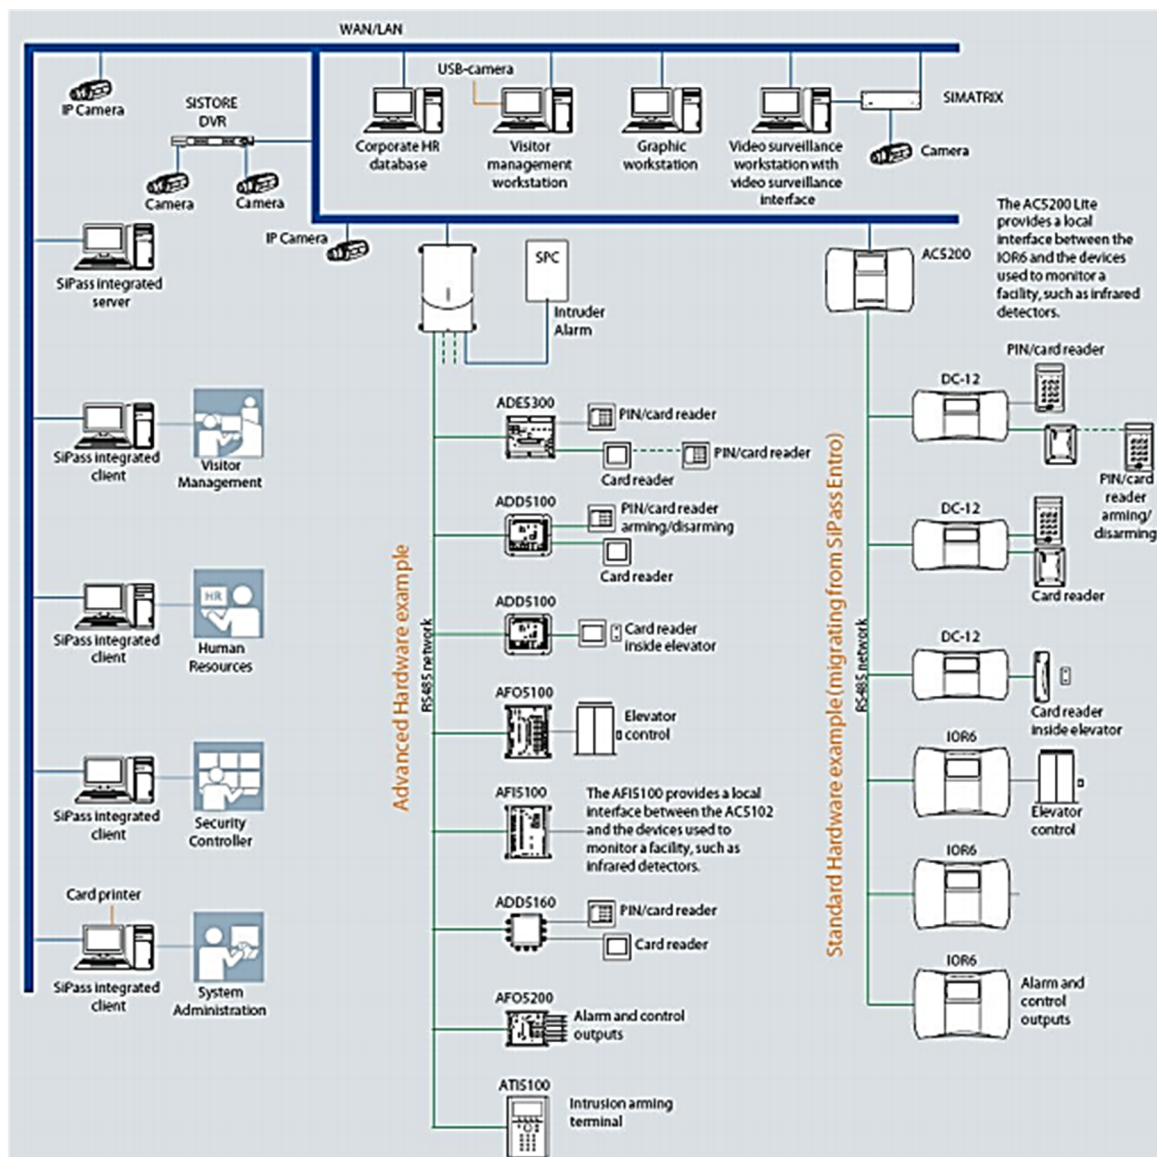 WAN/LAN
IP Camera
SISTORE
DVR
Camera
Camera
USB-camera
Corporate HR
database
Visitor
management
workstation
Graphic
workstation
Video surveillance
workstation with
video surveillance
interface
SIMATRIX
Camera
IP Camera
SiPass integrated
server
SPC
Intruder
Alarm
AC5200
The AC5200 Lite
provides a local
interface between the
IOR6 and the devices
used to monitor a
facility, such as infrared
detectors.
SiPass integrated
client
Visitor
Management
SiPass integrated
client
HR
Human
Resources
SiPass integrated
client
Security
Controller
Card printer
SiPass integrated
client
System
Administration
Advanced Hardware example
RS485 network
ADE5300
PIN/card reader
PIN/card reader
Card reader
ADD5100
PIN/card reader
arming/disarming
Card reader
ADD5100
Card reader
inside elevator
AFO5100
Elevator
control
AFI5100
The AFI5100 provides a local
interface between the AC5102
and the devices used to
monitor a facility, such as
infrared detectors.
ADD5160
PIN/card reader
Card reader
AFO5200
Alarm and control
outputs
ATI5100
Intrusion arming
terminal
Standard Hardware example (migrating from SiPass Entro)
RS485 network
PIN/card reader
DC-12
PIN/card
reader
arming/
disarming
DC-12
Card reader
DC-12
Card reader
inside elevator
IOR6
Elevator
control
IOR6
IOR6
Alarm and
control
outputs